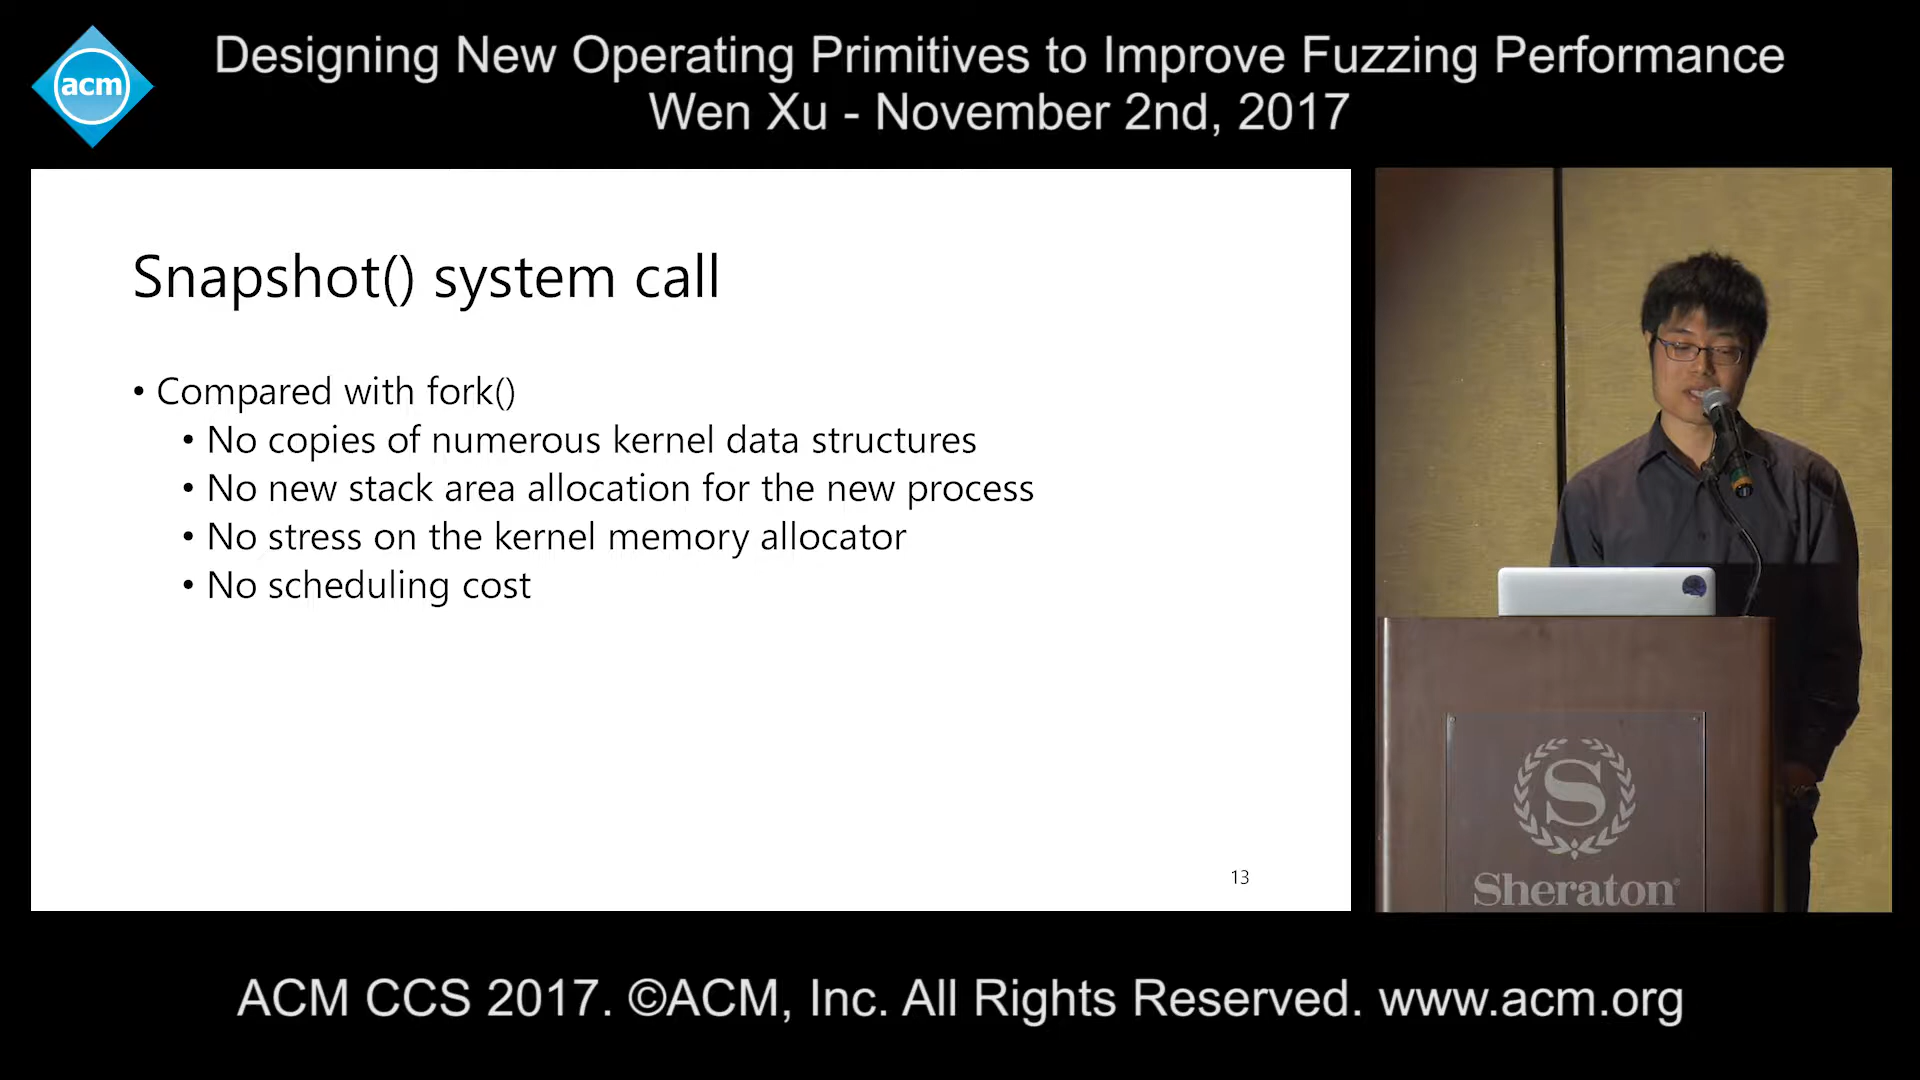 acm
Designing New Operating Primitives to Improve Fuzzing Performance
Wen Xu - November 2nd, 2017
Snapshot() system call
• Compared with fork()
• No copies of numerous kernel data structures
• No new stack area allocation for the new process
• No stress on the kernel memory allocator
• No scheduling cost
13
S
Sheraton®
ACM CCS 2017. ©ACM, Inc. All Rights Reserved. www.acm.org